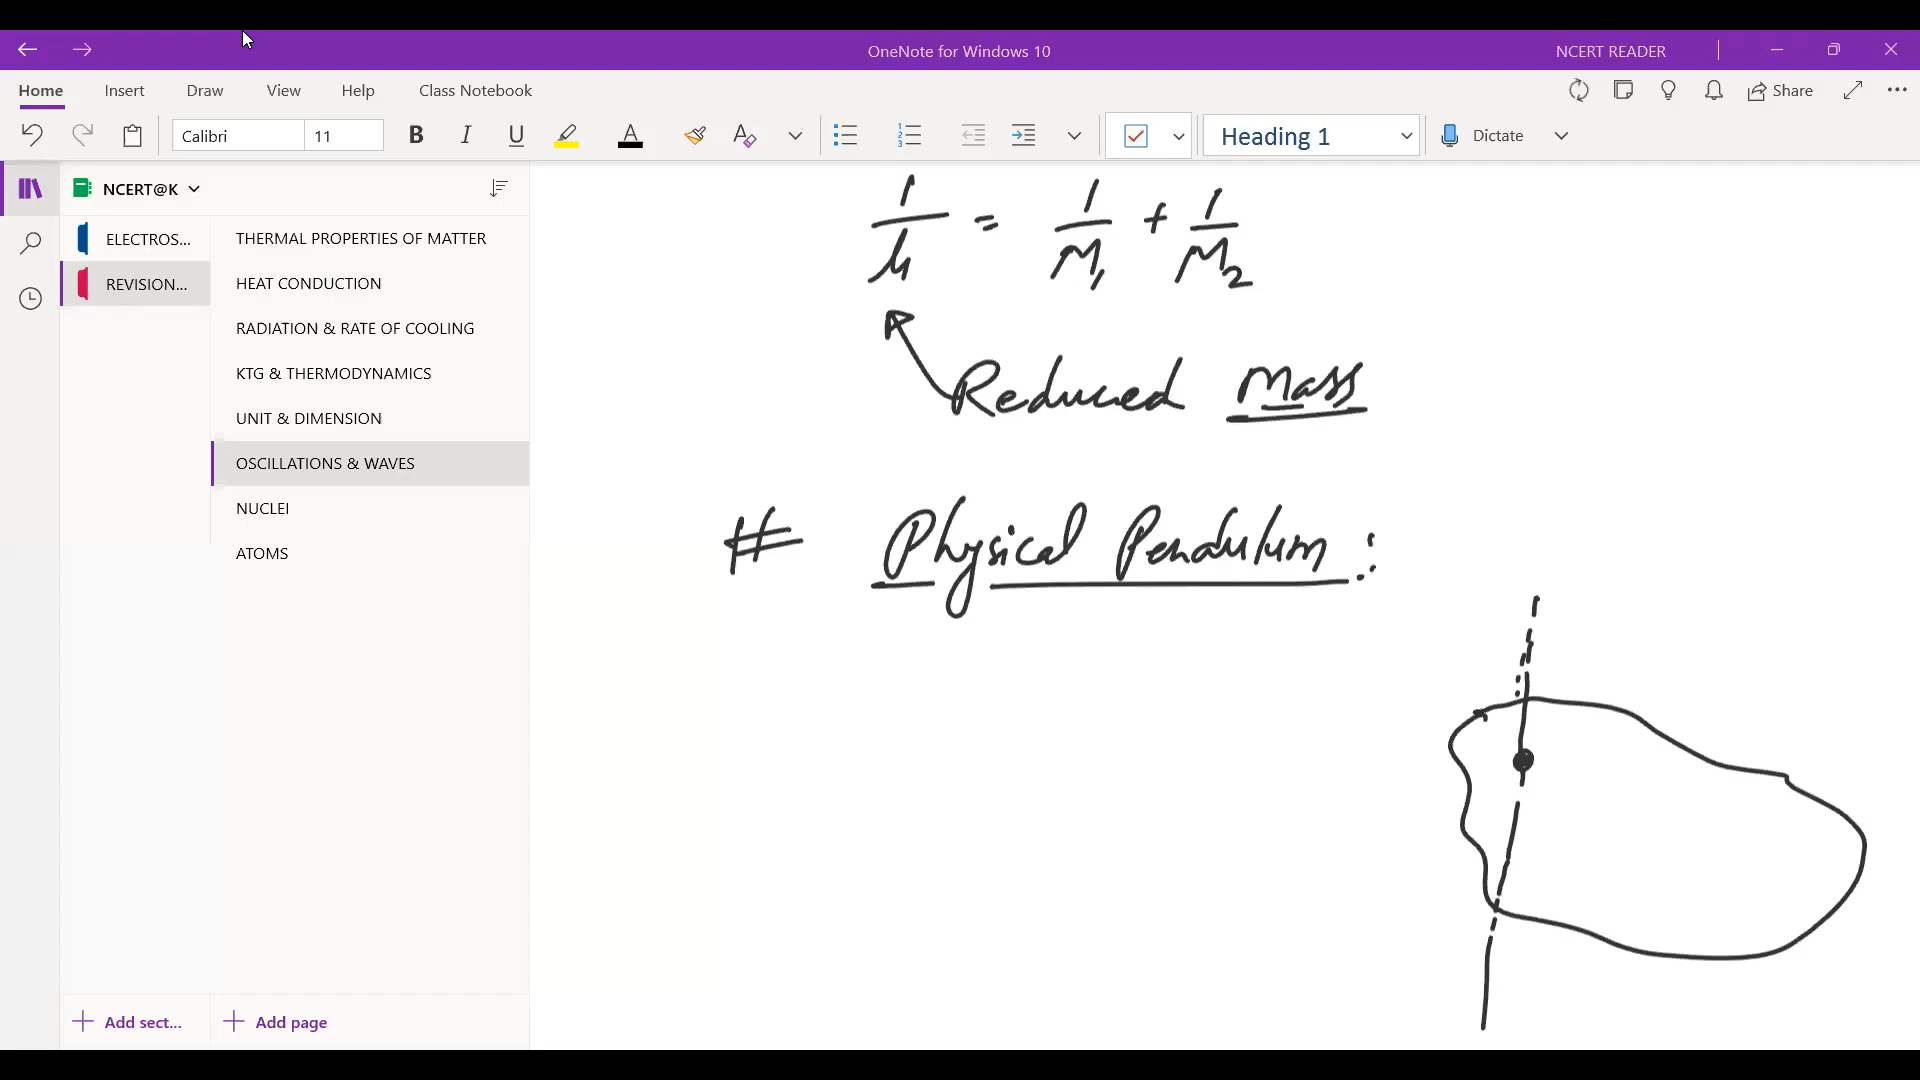 OneNote for Windows 10
NCERT READER
Home Insert Draw View Help Class Notebook
Share
Calibri 11 B I U A A Heading 1 Dictate
NCERT@K
ELECTROS...
REVISION...
THERMAL PROPERTIES OF MATTER
HEAT CONDUCTION
RADIATION & RATE OF COOLING
KTG & THERMODYNAMICS
UNIT & DIMENSION
OSCILLATIONS & WAVES
NUCLEI
ATOMS
Add sect...
Add page
1/μ = 1/M₁ + 1/M₂
Reduced Mass
# Physical Pendulum :